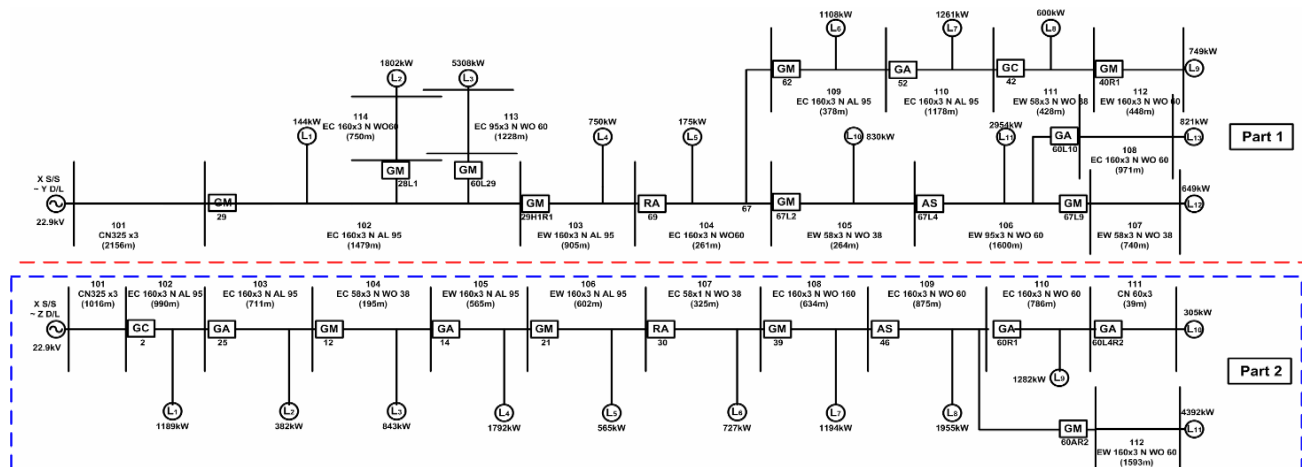 1108kW
1261kW
600kW
L6
L7
L8
1802kW
5308kW
749kW
L2
L3
GM
GA
GC
GM
L9
62
52
42
40R1
109
EC 160x3 N AL 95
(378m)
110
EC 160x3 N AL 95
(1178m)
111
EW 58x3 N WO 38
(428m)
112
EW 160x3 N WO 60
(448m)
114
EC 160x3 N WO60
(750m)
113
EC 95x3 N WO 60
(1228m)
144kW
750kW
175kW
2954kW
821kW
L1
L4
L5
L10
830kW
L11
GA
L13
60L10
Part 1
108
EC 160x3 N WO 60
(971m)
GM
28L1
GM
60L29
X S/S
~ Y D/L
649kW
GM
GM
RA
GM
AS
GM
L12
22.9kV
29
29H1R1
69
67
67L2
67L4
67L9
101
CN325 x3
(2156m)
102
EC 160x3 N AL 95
(1479m)
103
EW 160x3 N AL 95
(905m)
104
EC 160x3 N WO60
(261m)
105
EW 58x3 N WO 38
(264m)
106
EW 95x3 N WO 60
(1600m)
107
EW 58x3 N WO 38
(740m)
101
CN325 x3
(1016m)
102
EC 160x3 N AL 95
(990m)
103
EC 160x3 N AL 95
(711m)
104
EC 58x3 N WO 38
(195m)
105
EW 160x3 N AL 95
(565m)
106
EW 160x3 N AL 95
(602m)
107
EC 58x1 N WO 38
(325m)
108
EC 160x3 N WO 160
(634m)
109
EC 160x3 N WO 60
(875m)
110
EC 160x3 N WO 60
(786m)
111
CN 60x3
(39m)
X S/S
~ Z D/L
305kW
GC
GA
GM
GA
GM
RA
GM
AS
GA
GA
L10
22.9kV
2
25
12
14
21
30
39
46
60R1
60L4R2
Part 2
1282kW
L9
L1
L2
L3
L4
L5
L6
L7
L8
4392kW
1189kW
382kW
843kW
1792kW
565kW
727kW
1194kW
1955kW
GM
L11
60AR2
112
EW 160x3 N WO 60
(1593m)